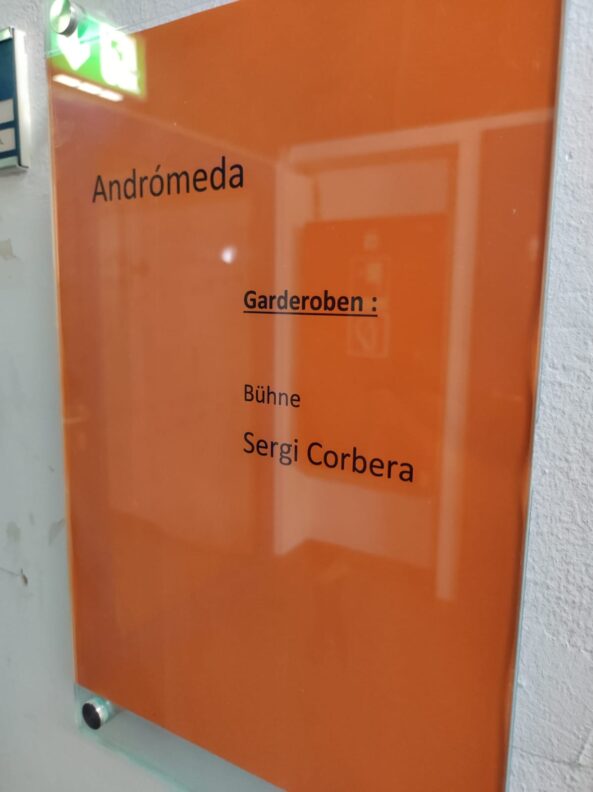 Andrómeda
Garderoben :
Bühne
Sergi Corbera